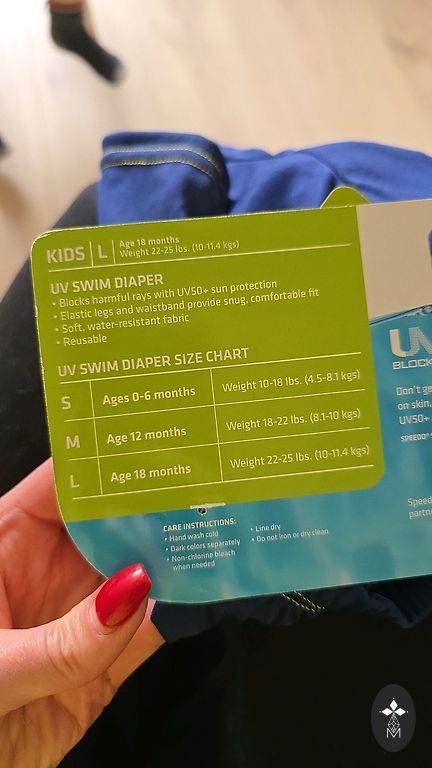 KIDS L Age 18 months
Weight 22-25 lbs. (10-11.4 kgs)
UV SWIM DIAPER
• Blocks harmful rays with UV50+ sun protection
• Elastic legs and waistband provide snug, comfortable fit
• Soft, water-resistant fabric
• Reusable
UV SWIM DIAPER SIZE CHART
S Ages 0-6 months Weight 10-18 lbs. (4.5-8.1 kgs)
M Age 12 months Weight 18-22 lbs. (8.1-10 kgs)
L Age 18 months Weight 22-25 lbs. (10-11.4 kgs)
CARE INSTRUCTIONS:
• Hand wash cold
• Dark colors separately
• Non-chlorine bleach
when needed
• Line dry
• Do not iron or dry clean
UV
BLOCK
Don't ge
on skin,
UV50+
SPEEDO
Speed
partn
M